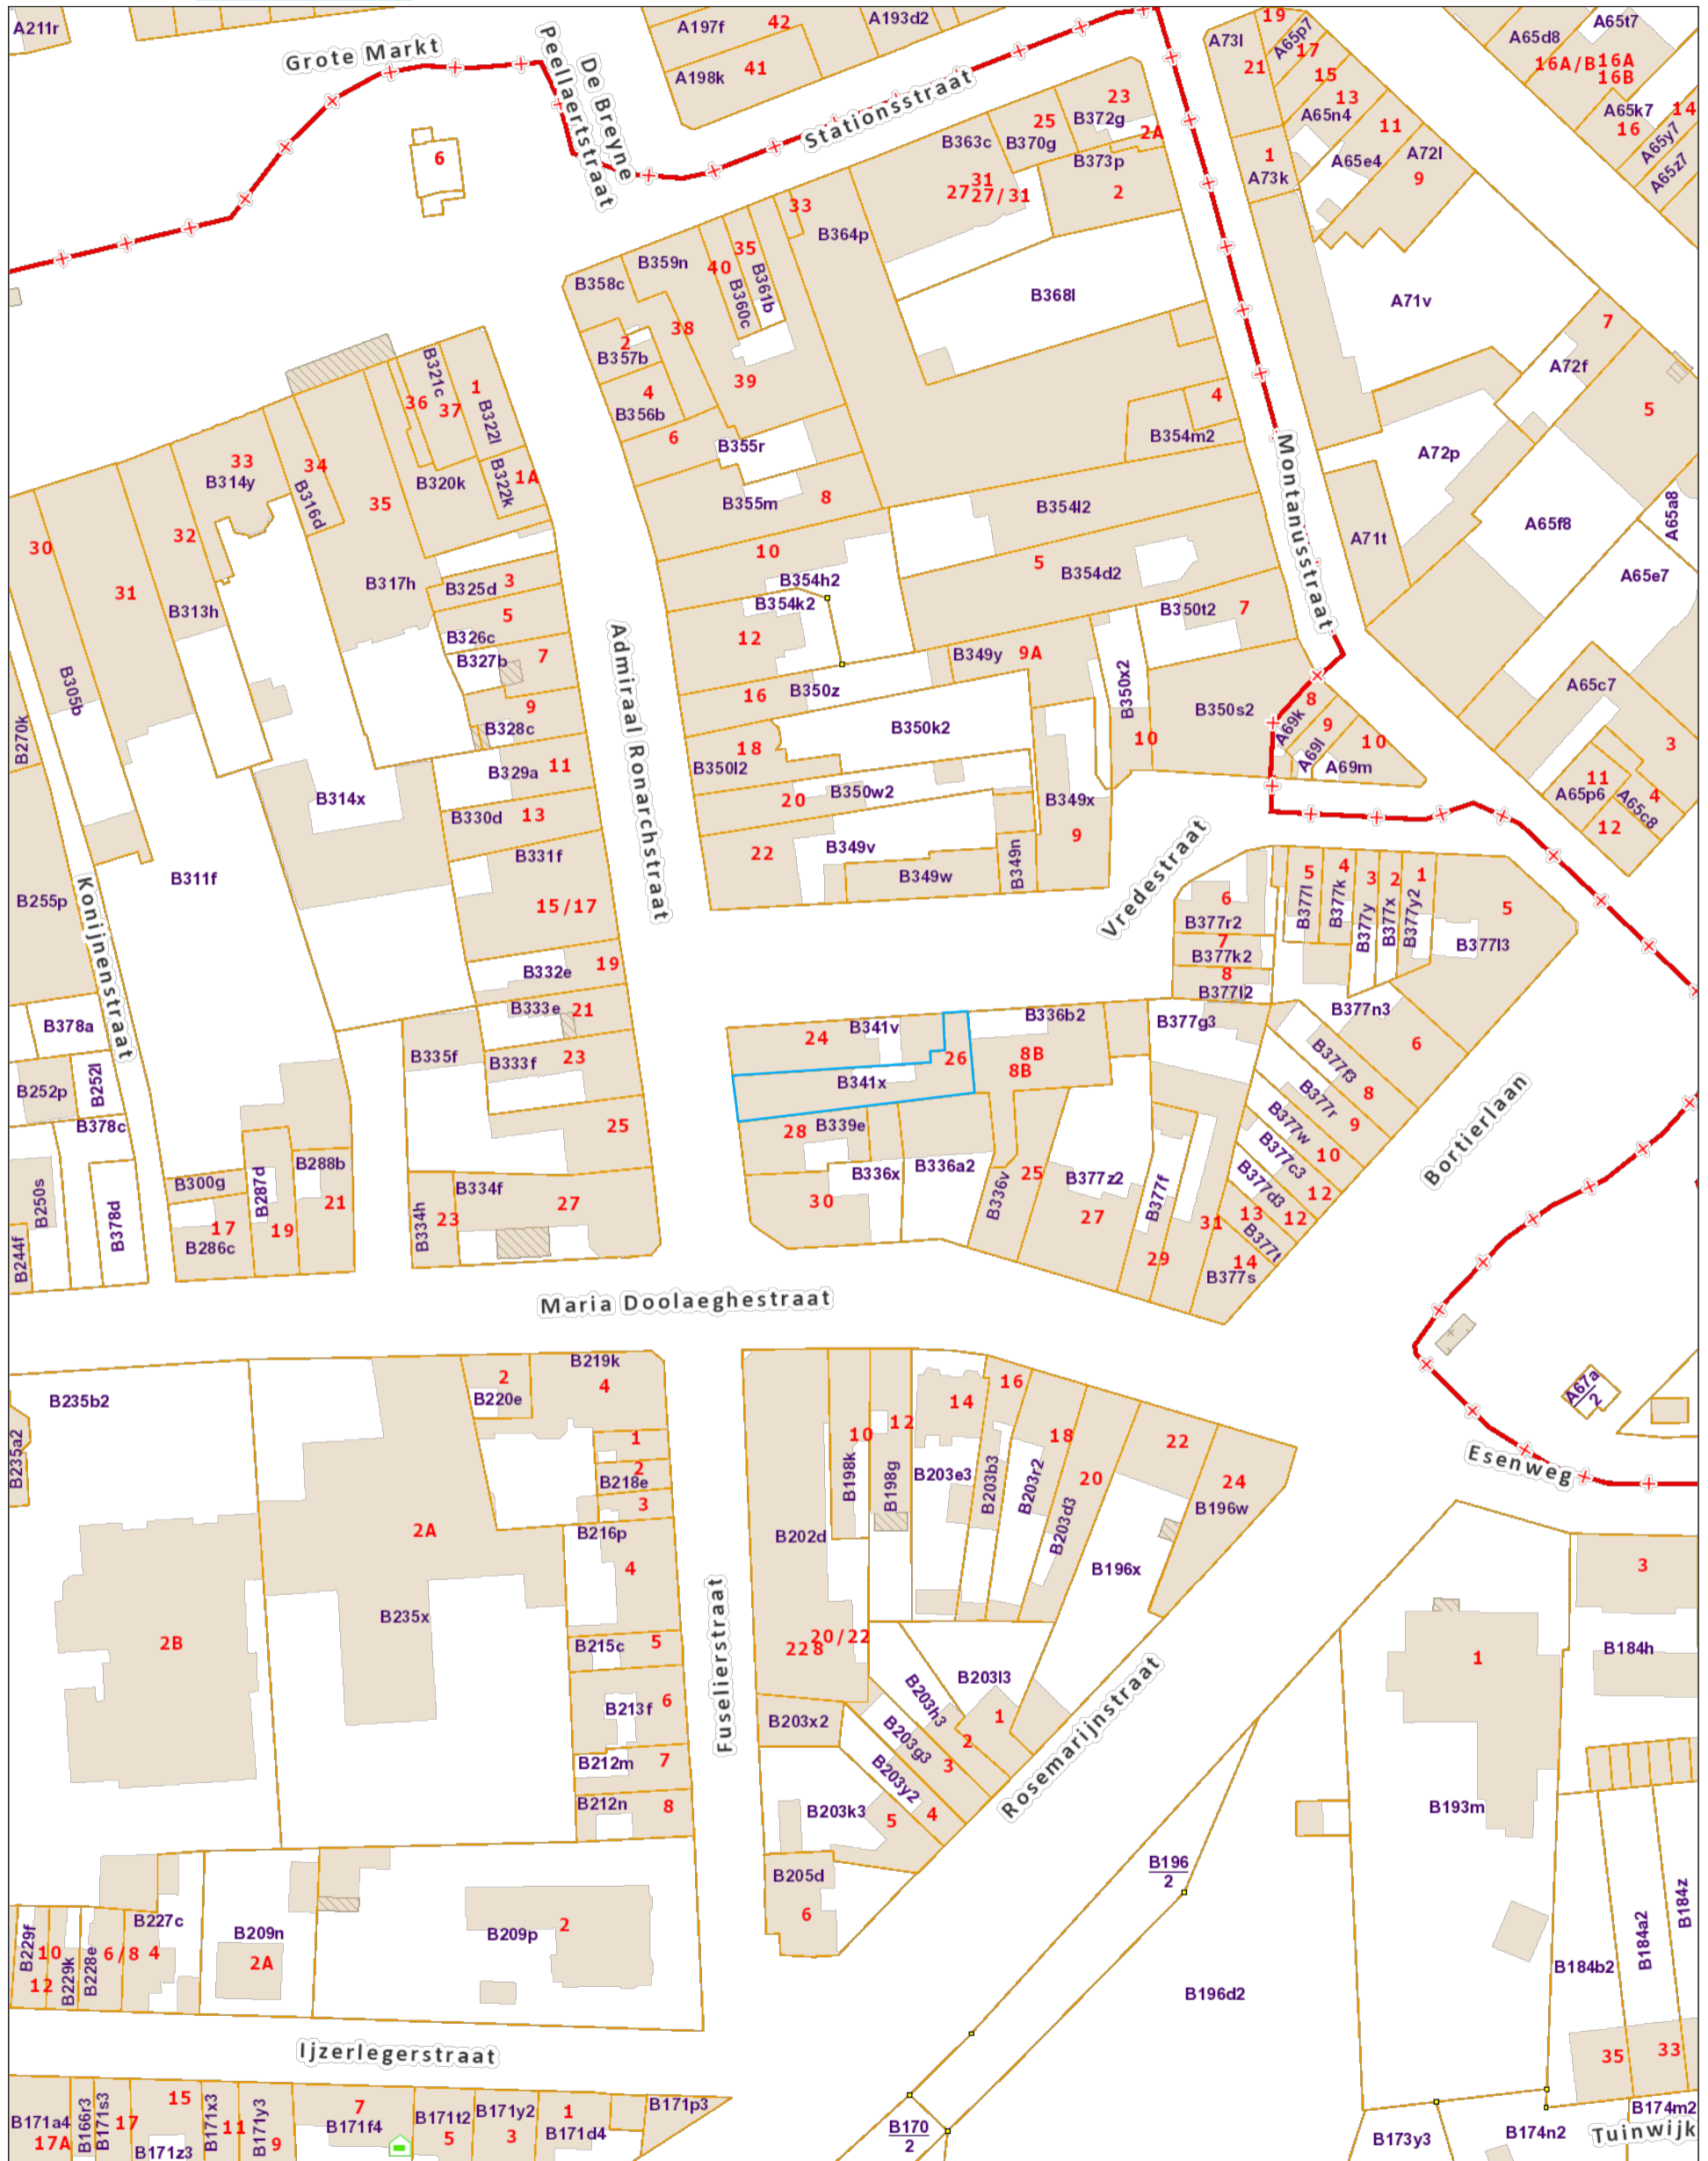 A211r
Grote Markt
De Breyne
Peellaertstraat
A197f
42
A193d2
A198k
41
Stationsstraat
19
A73l
A65p7
17
21
15
13
A65n4
11
A65d8
A65t7
16A/B
16A
16B
A65k7
14
16
A65y7
A65z7
6
23
25
B372g
2A
B363c
B370g
B373p
1
A73k
A65e4
A72l
9
31
27
27/31
2
33
B364p
35
B359n
40
B361b
B360c
B358c
B368l
A71v
38
2
B357b
7
A72f
39
4
B356b
5
4
6
B355r
B354m2
B321c
1
36
37
B322l
33
B314y
34
B316d
35
B320k
1A
B322k
A72p
Montanusstraat
30
32
31
B317h
B313h
8
B355m
B354l2
A71t
A65f8
A65a8
A65e7
10
5
B354d2
B354h2
B354k2
B325d
3
5
B326c
B327b
7
9
B328c
12
B350t2
7
B349y
9A
16
B350z
B350x2
B350s2
A65c7
B305b
B270k
B350k2
10
A69k
8
9
A69l
10
A69m
3
18
B350l2
B329a
11
B314x
B330d
13
20
B350w2
B349x
9
11
A65p6
4
A65c8
12
Admiraal Ronarchstraat
22
B349v
B349w
B349n
B331f
B311f
B255p
Konijnenstraat
15/17
Vredestraat
6
B377r2
5
B377l
4
B377k
3
B377y
2
B377x
1
B377y2
5
B377l3
7
B377k2
8
B377l2
B332e
19
B333e
21
B378a
B335f
B333f
23
24
B341v
26
B341x
B336b2
8B
8B
B377g3
B377n3
6
B377f3
8
B377r
9
B377w
10
B252p
B252l
B378c
25
28
B339e
B336x
B336a2
B377c3
12
B377d3
Bortierlaan
B250s
B378d
B244f
B300g
B287d
B288b
21
17
19
B286c
B334f
23
B334h
27
30
B336v
25
B377z2
27
B377f
29
31
13
12
B377t
14
B377s
Maria Doolaeghestraat
A67a
2
Esenweg
B235b2
B235a2
2
B220e
B219k
4
1
2
B218e
3
B216p
4
2A
B235x
2B
B202d
10
B198k
12
B198g
14
B203e3
16
B203b3
18
B203r2
20
B203d3
22
24
B196w
B196x
22
8
20/22
B215c
5
B213f
6
B212m
7
B212n
8
Fuselierstraat
B203x2
B203l3
B203h3
1
2
B203g3
3
B203y2
4
B203k3
5
B205d
6
Rosemarijnstraat
3
1
B184h
B193m
B196
2
B196d2
B184b2
B184a2
B184z
35
33
B229f
10
12
B229k
B228e
6/8
4
B227c
B209n
2A
B209p
2
Ijzerlegerstraat
B171a4
17A
B166r3
B171s3
17
15
B171z3
B171x3
11
B171y3
9
7
B171f4
B171t2
5
B171y2
3
1
B171d4
B171p3
B170
2
B173y3
B174n2
B174m2
Tuinwijk